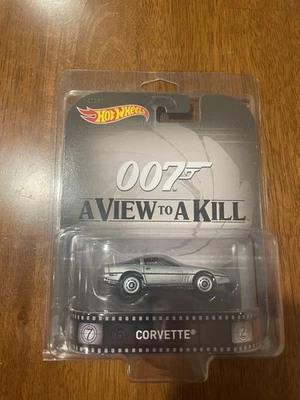 HOT WHEELS
007
A VIEW TO A KILL
CORVETTE®